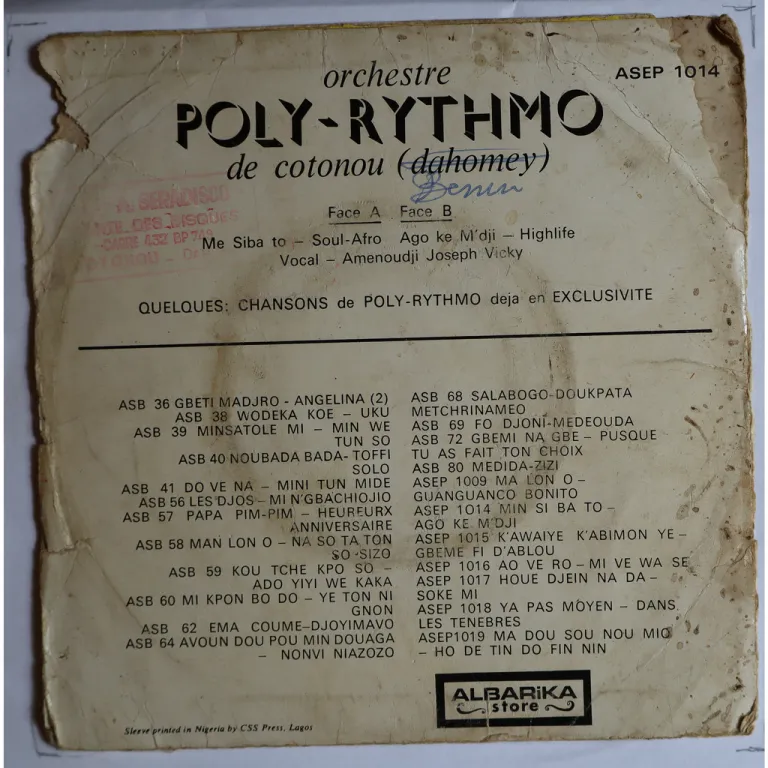 orchestre
ASEP 1014
POLY-RYTHMO
de cotonou (dahomey)
Benin
SERADISCO
DES DISQUES
CARRE 432 BP 749
Face A Face B
Me Siba to – Soul-Afro Ago ke M'dji – Highlife
Vocal – Amenoudji Joseph Vicky
QUELQUES: CHANSONS de POLY-RYTHMO deja en EXCLUSIVITE
ASB 36 GBETI MADJRO - ANGELINA (2)
ASB 38 WODEKA KOE – UKU
ASB 39 MINSATOLE MI – MIN WE
TUN SO
ASB 40 NOUBADA BADA- TOFFI
SOLO
ASB 41 DO VE NA – MINI TUN MIDE
ASB 56 LES DJOS – MI N'GBACHIOJIO
ASB 57 PAPA PIM-PIM – HEUREURX
ANNIVERSAIRE
ASB 58 MAN LON O – NA SO TA TON
SO-SIZO
ASB 59 KOU TCHE KPO SO –
ADO YIYI WE KAKA
ASB 60 MI KPON BO DO – YE TON NI
GNON
ASB 62 EMA COUME-DJOYIMAVO
ASB 64 AVOUN DOU POU MIN DOUAGA
– NONVI NIAZOZO
ASB 68 SALABOGO-DOUKPATA
METCHRINAMEO
ASB 69 FO DJONI-MEDEOUDA
ASB 72 GBEMI NA GBE – PUSQUE
TU AS FAIT TON CHOIX
ASB 80 MEDIDA-ZIZI
ASEP 1009 MA LON O –
GUANGUANCO BONITO
ASEP 1014 MIN SI BA TO –
AGO KE M'DJI
ASEP 1015 K'AWAIYE K'ABIMON YE –
GBEME FI D'ABLOU
ASEP 1016 AO VE RO – MI VE WA SE
ASEP 1017 HOUE DJEIN NA DA –
SOKE MI
ASEP 1018 YA PAS MOYEN – DANS
LES TENEBRES
ASEP1019 MA DOU SOU NOU MIO
– HO DE TIN DO FIN NIN
ALBARiKA
store
Sleeve printed in Nigeria by CSS Press, Lagos